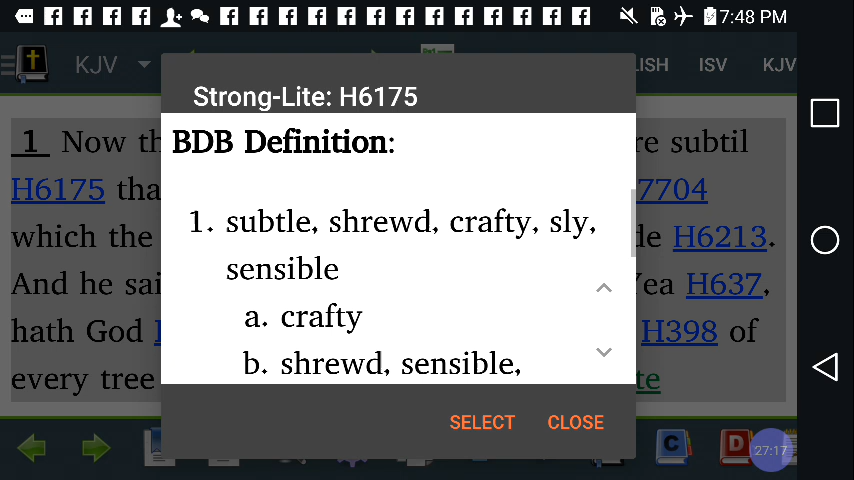 7:48 PM
KJV
LISH ISV KJV
Strong-Lite: H6175
BDB Definition:
1. subtle, shrewd, crafty, sly,
sensible
a. crafty
b. shrewd, sensible,
SELECT CLOSE
1 Now th re subtil
H6175 tha 7704
which the de H6213.
And he sai Yea H637,
hath God H398 of
every tree te
C D 27:17